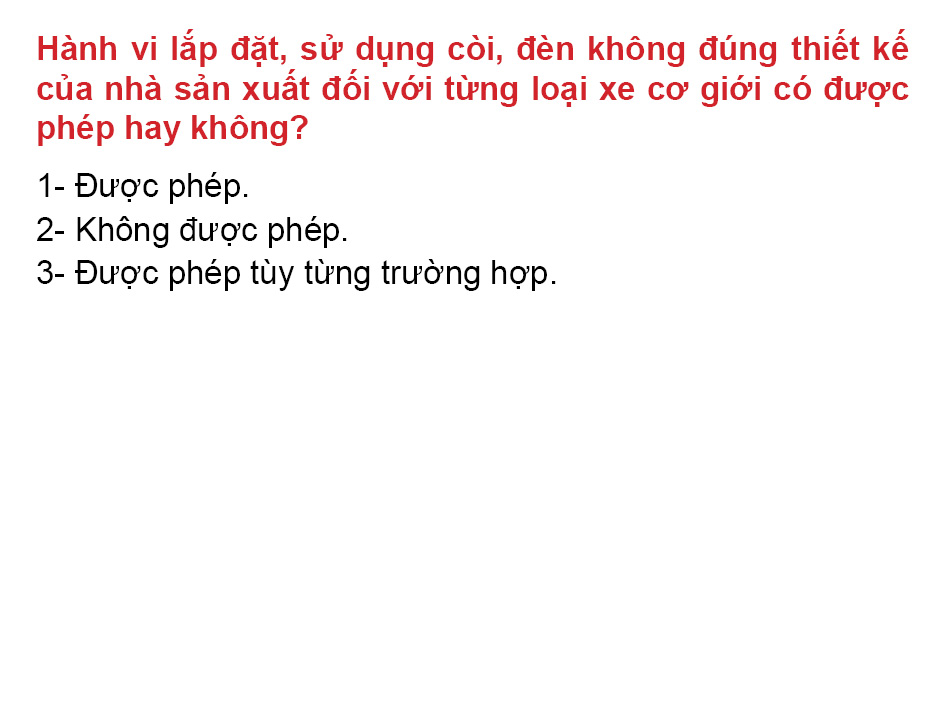 Hành vi lắp đặt, sử dụng còi, đèn không đúng thiết kế
của nhà sản xuất đối với từng loại xe cơ giới có được
phép hay không?
1- Được phép.
2- Không được phép.
3- Được phép tùy từng trường hợp.